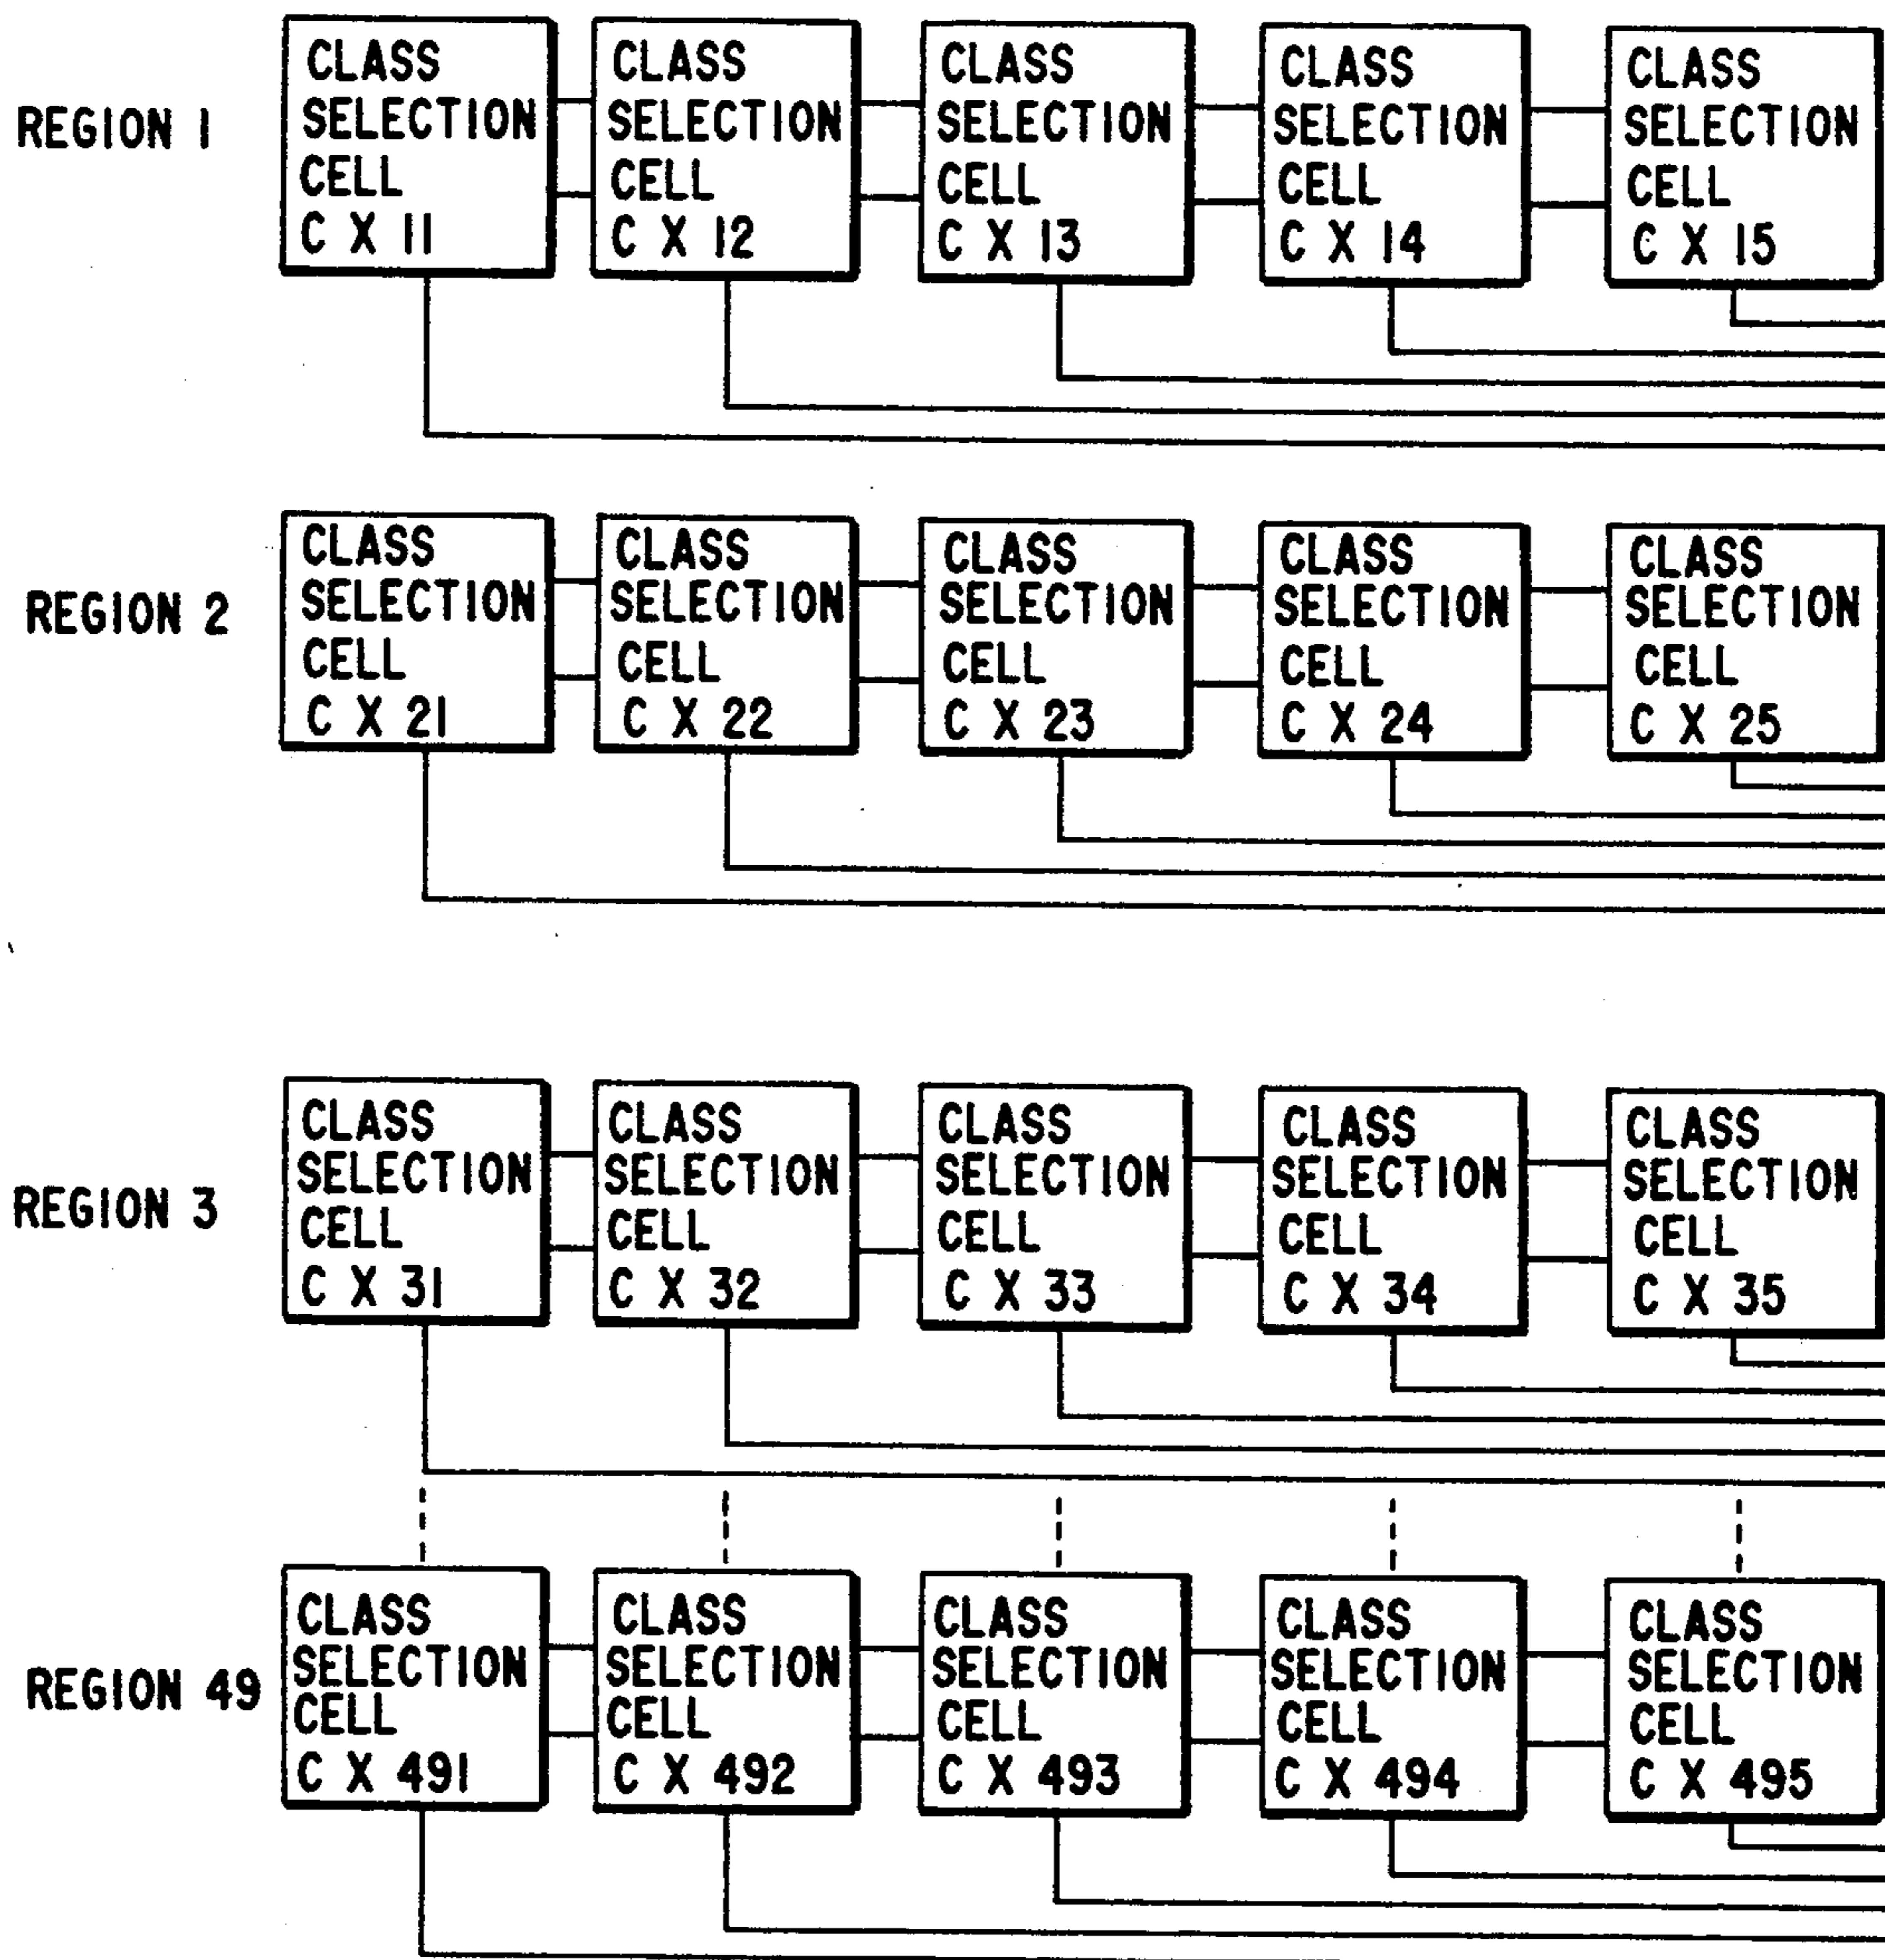 REGION 1
CLASS
SELECTION
CELL
C X 11
CLASS
SELECTION
CELL
C X 12
CLASS
SELECTION
CELL
C X 13
CLASS
SELECTION
CELL
C X 14
CLASS
SELECTION
CELL
C X 15
REGION 2
CLASS
SELECTION
CELL
C X 21
CLASS
SELECTION
CELL
C X 22
CLASS
SELECTION
CELL
C X 23
CLASS
SELECTION
CELL
C X 24
CLASS
SELECTION
CELL
C X 25
REGION 3
CLASS
SELECTION
CELL
C X 31
CLASS
SELECTION
CELL
C X 32
CLASS
SELECTION
CELL
C X 33
CLASS
SELECTION
CELL
C X 34
CLASS
SELECTION
CELL
C X 35
REGION 49
CLASS
SELECTION
CELL
C X 491
CLASS
SELECTION
CELL
C X 492
CLASS
SELECTION
CELL
C X 493
CLASS
SELECTION
CELL
C X 494
CLASS
SELECTION
CELL
C X 495